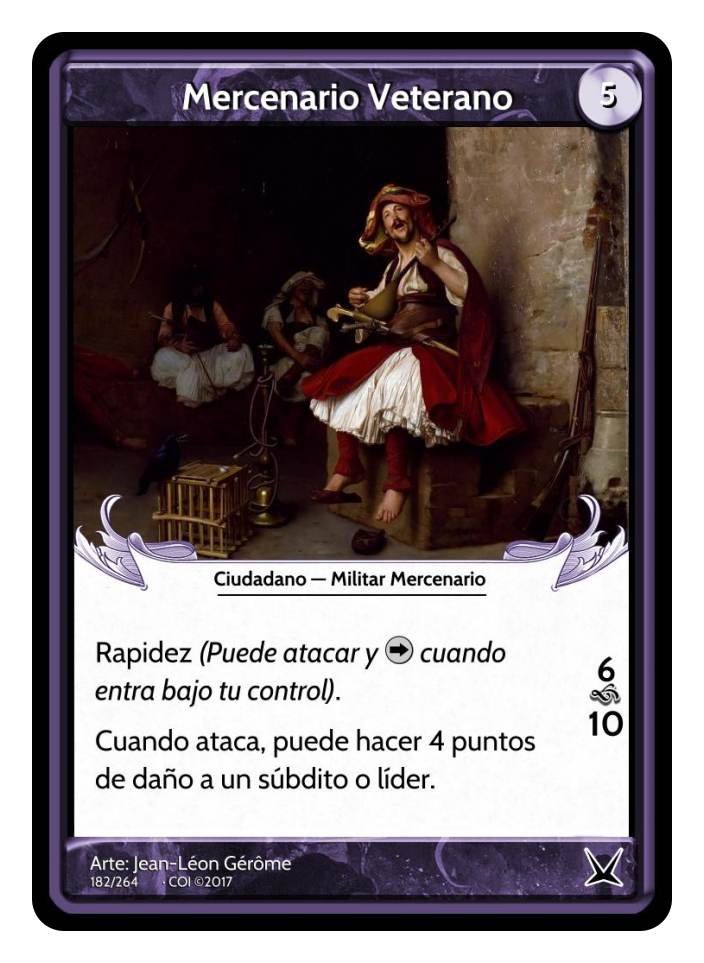 Mercenario Veterano
5
Ciudadano — Militar Mercenario
Rapidez (Puede atacar y ➡ cuando
entra bajo tu control).
Cuando ataca, puede hacer 4 puntos
de daño a un súbdito o líder.
6
10
Arte: Jean-Léon Gérôme
182/264 · COI ©2017